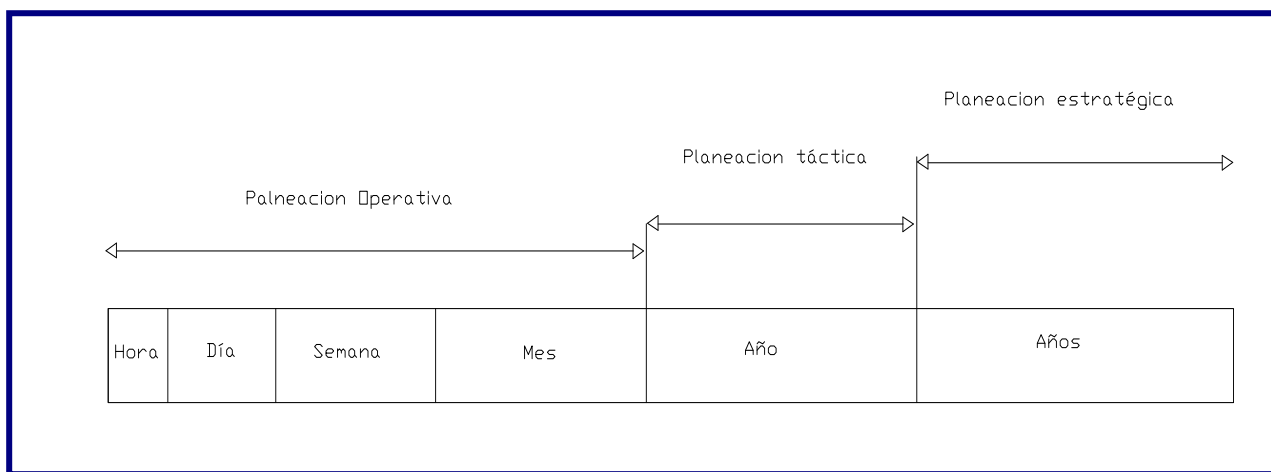 Planeacion estratégica
Planeacion táctica
Palneacion Operativa
Hora Día Semana Mes Año Años